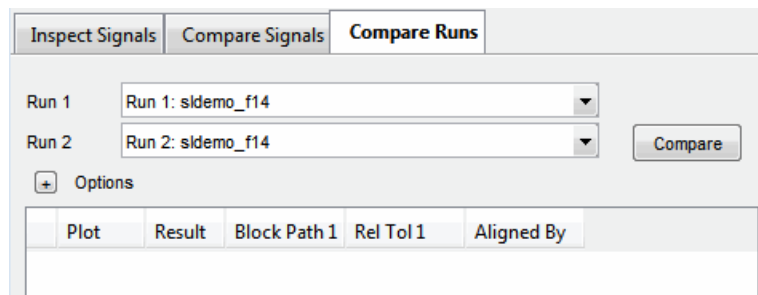 Inspect Signals Compare Signals Compare Runs
Run 1 Run 1: sldemo_f14
Run 2 Run 2: sldemo_f14 Compare
+ Options
Plot Result Block Path 1 Rel Tol 1 Aligned By